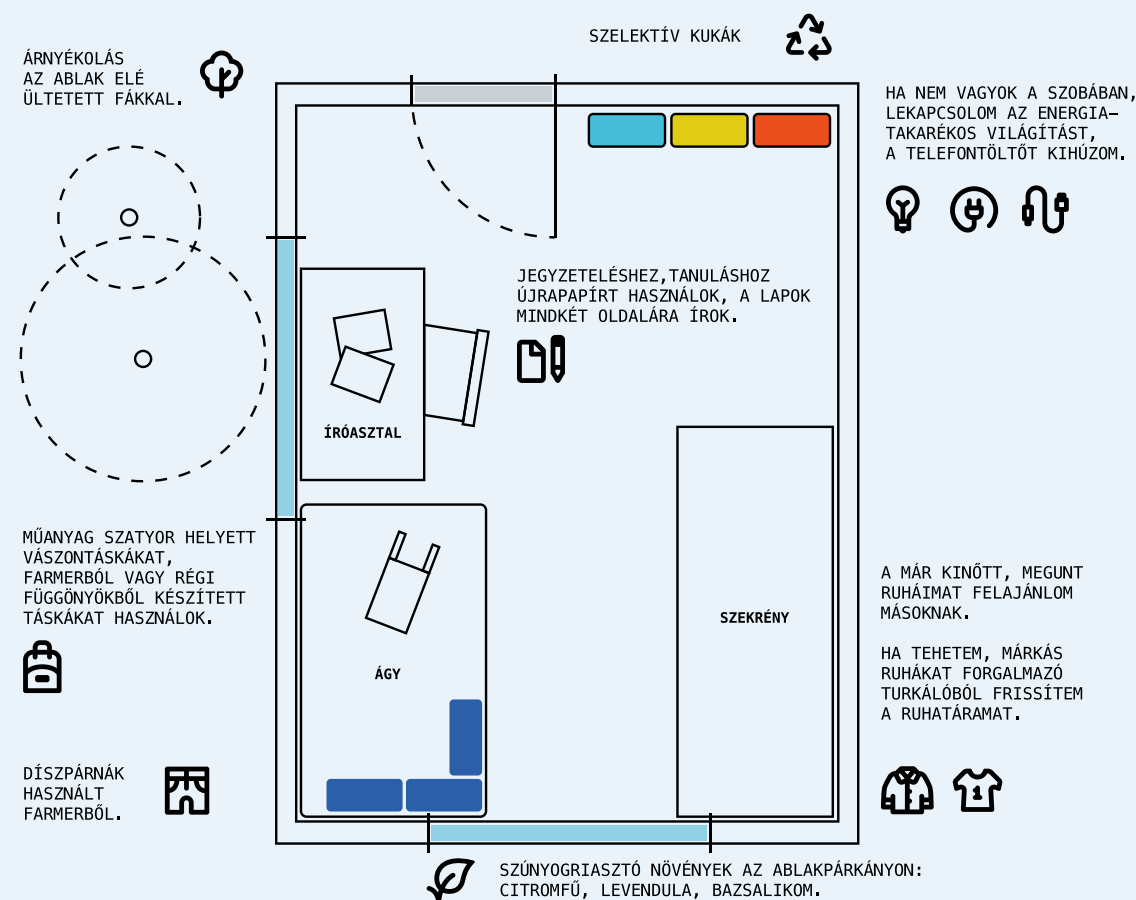 SZELEKTÍV KUKÁK
ÁRNYÉKOLÁS
AZ ABLAK ELÉ
ÜLTETETT FÁKKAL.
HA NEM VAGYOK A SZOBÁBAN,
LEKAPCSOLOM AZ ENERGIA–
TAKARÉKOS VILÁGÍTÁST,
A TELEFONTÖLTŐT KIHÚZOM.
JEGYZETELÉSHEZ,TANULÁSHOZ
ÚJRAPAPÍRT HASZNÁLOK, A LAPOK
MINDKÉT OLDALÁRA ÍROK.
ÍRÓASZTAL
MŰANYAG SZATYOR HELYETT
VÁSZONTÁSKÁKAT,
FARMERBÓL VAGY RÉGI
FÜGGÖNYÖKBŐL KÉSZÍTETT
TÁSKÁKAT HASZNÁLOK.
ÁGY
SZEKRÉNY
A MÁR KINŐTT, MEGUNT
RUHÁIMAT FELAJÁNLOM
MÁSOKNAK.
HA TEHETEM, MÁRKÁS
RUHÁKAT FORGALMAZÓ
TURKÁLÓBÓL FRISSÍTEM
A RUHATÁRAMAT.
1
DÍSZPÁRNÁK
HASZNÁLT
FARMERBŐL.
SZÚNYOGRIASZTÓ NÖVÉNYEK AZ ABLAKPÁRKÁNYON:
CITROMFŰ, LEVENDULA, BAZSALIKOM.